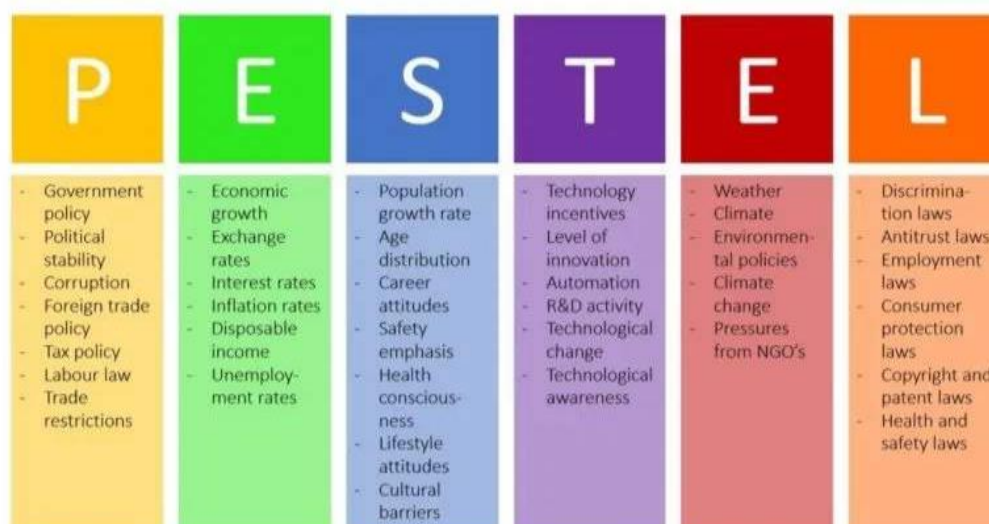 P
E
S
T
E
L
- Government
policy
- Political
stability
- Corruption
- Foreign trade
policy
- Tax policy
- Labour law
- Trade
restrictions
- Economic
growth
- Exchange
rates
- Interest rates
- Inflation rates
- Disposable
income
- Unemploy-
ment rates
- Population
growth rate
- Age
distribution
- Career
attitudes
- Safety
emphasis
- Health
conscious-
ness
- Lifestyle
attitudes
- Cultural
barriers
- Technology
incentives
- Level of
innovation
- Automation
- R&D activity
- Technological
change
- Technological
awareness
- Weather
- Climate
- Environmen-
tal policies
- Climate
change
- Pressures
from NGO's
- Discrimina-
tion laws
- Antitrust laws
- Employment
laws
- Consumer
protection
laws
- Copyright and
patent laws
- Health and
safety laws